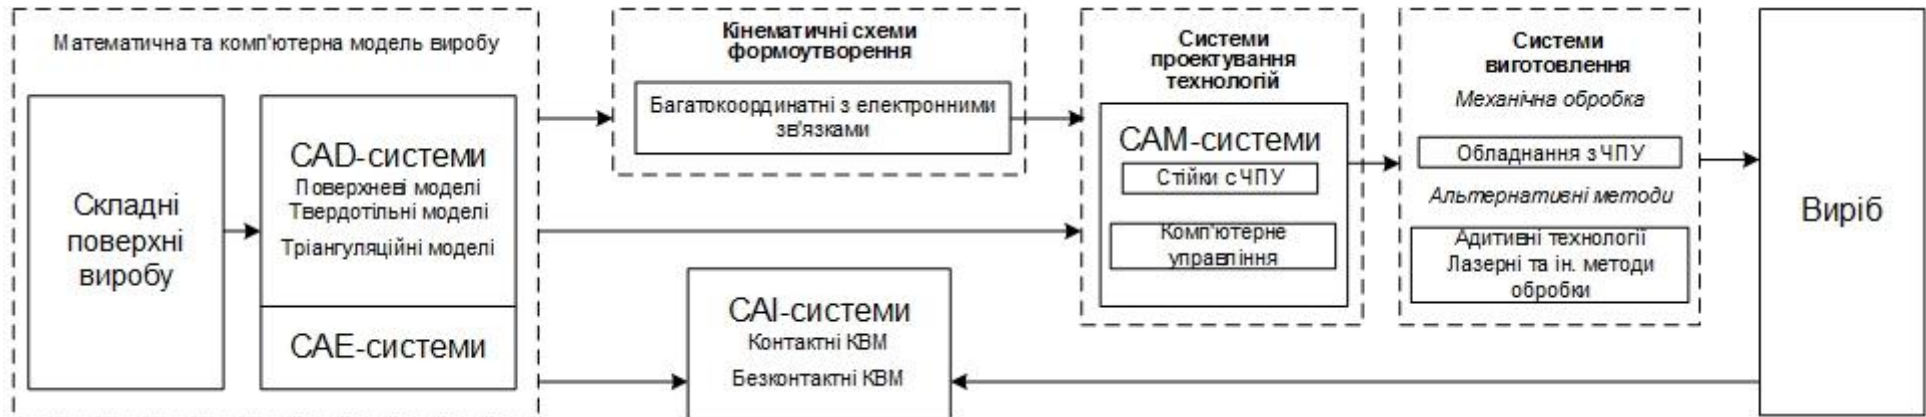 Математична та комп'ютерна модель виробу
Складні
поверхні
виробу
CAD-системи
Поверхневі моделі
Твердотільні моделі
Тріангуляційні моделі
CAE-системи
Кінематичні схеми
формоутворення
Багатокоординатні з електронними
зв'язками
CAI-системи
Контактні КВМ
Безконтактні КВМ
Системи
проектування
технологій
CAM-системи
Стійки с ЧПУ
Комп'ютерне
управління
Системи
виготовлення
Механічна обробка
Обладнання з ЧПУ
Альтернативні методи
Адитивні технології
Лазерні та ін. методи
обробки
Виріб